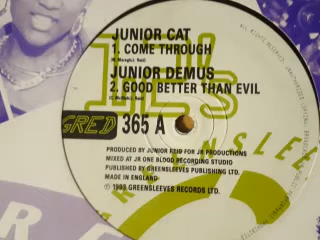 JUNIOR CAT
1. COME THROUGH
JUNIOR DEMUS
2. GOOD BETTER THAN EVIL
GRED 365 A
PRODUCED BY JUNIOR REID FOR JR PRODUCTIONS
MIXED AT JR ONE BLOOD RECORDING STUDIO
PUBLISHED BY GREENSLEEVES PUBLISHING LTD.
MADE IN ENGLAND
GREENSLEEVES RECORDS LTD.